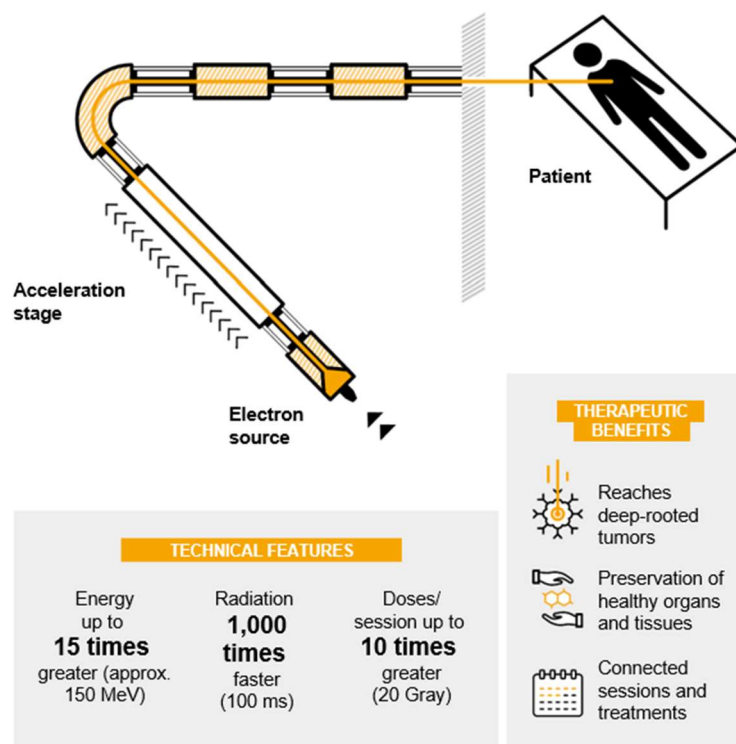 Patient
Acceleration
stage
Electron
source
THERAPEUTIC
BENEFITS
Reaches
deep-rooted
tumors
Preservation of
healthy organs
and tissues
Connected
sessions and
treatments
TECHNICAL FEATURES
Energy
up to
15 times
greater (approx.
150 MeV)
Radiation
1,000
times
faster
(100 ms)
Doses/
session up to
10 times
greater
(20 Gray)